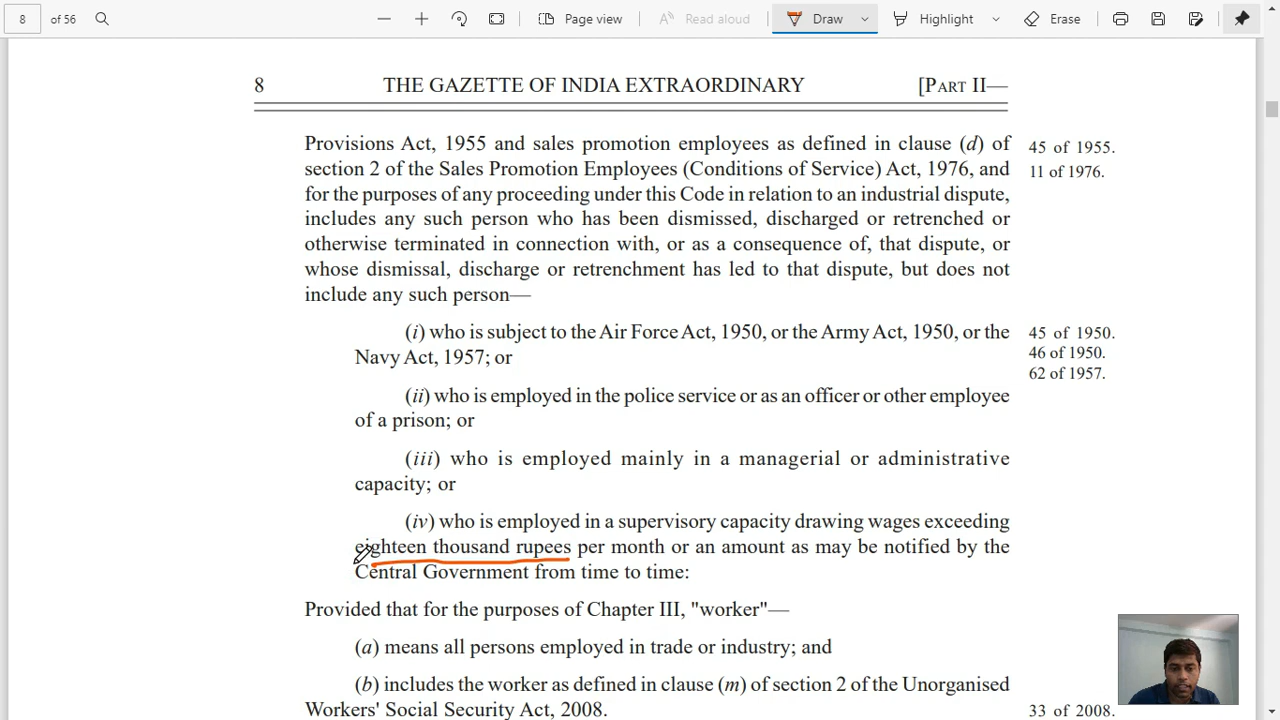 8 of 56 Page view Read aloud Draw Highlight Erase
8 THE GAZETTE OF INDIA EXTRAORDINARY [PART II—
Provisions Act, 1955 and sales promotion employees as defined in clause (d) of 45 of 1955.
section 2 of the Sales Promotion Employees (Conditions of Service) Act, 1976, and 11 of 1976.
for the purposes of any proceeding under this Code in relation to an industrial dispute,
includes any such person who has been dismissed, discharged or retrenched or
otherwise terminated in connection with, or as a consequence of, that dispute, or
whose dismissal, discharge or retrenchment has led to that dispute, but does not
include any such person—
(i) who is subject to the Air Force Act, 1950, or the Army Act, 1950, or the 45 of 1950.
Navy Act, 1957; or 46 of 1950.
62 of 1957.
(ii) who is employed in the police service or as an officer or other employee
of a prison; or
(iii) who is employed mainly in a managerial or administrative
capacity; or
(iv) who is employed in a supervisory capacity drawing wages exceeding
eighteen thousand rupees per month or an amount as may be notified by the
Central Government from time to time:
Provided that for the purposes of Chapter III, "worker"—
(a) means all persons employed in trade or industry; and
(b) includes the worker as defined in clause (m) of section 2 of the Unorganised
Workers' Social Security Act, 2008. 33 of 2008.